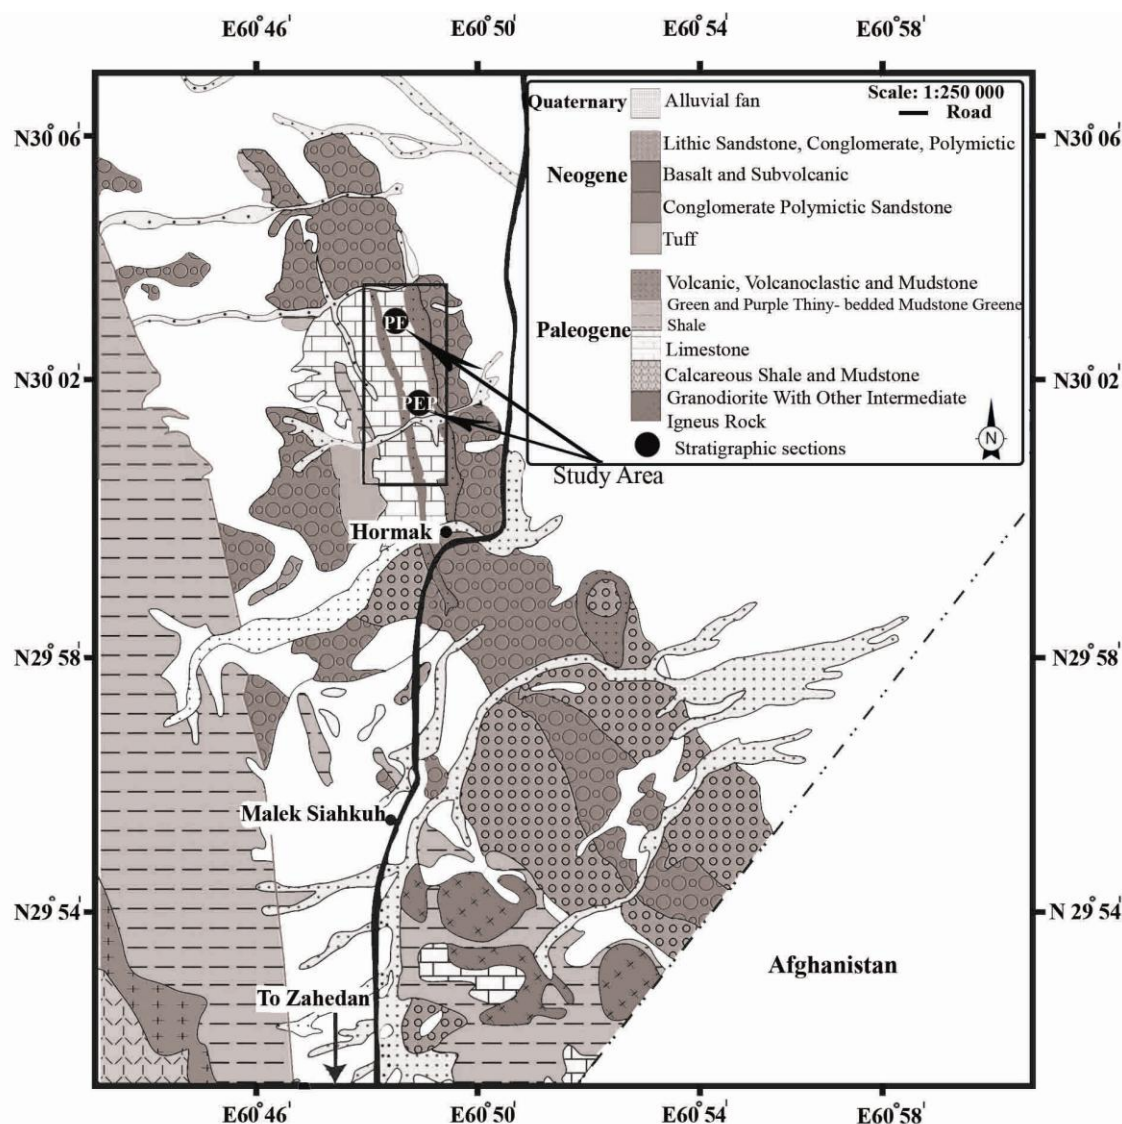 E60°46' E60°50' E60°54' E60°58'
Quaternary Alluvial fan
Scale: 1:250 000
Road
N30°06' N30°06'
Neogene
Lithic Sandstone, Conglomerate, Polymictic
Basalt and Subvolcanic
Conglomerate Polymictic Sandstone
Tuff
Paleogene
Volcanic, Volcanoclastic and Mudstone
Green and Purple Thiny- bedded Mudstone Greene
Shale
Limestone
Calcareous Shale and Mudstone
Granodiorite With Other Intermediate
Igneus Rock
Stratigraphic sections
N
PF
N30°02' N30°02'
PEP
Study Area
Hormak
N29°58' N29°58'
Malek Siahkuh
N29°54' N 29°54'
Afghanistan
To Zahedan
E60°46' E60°50' E60°54' E60°58'